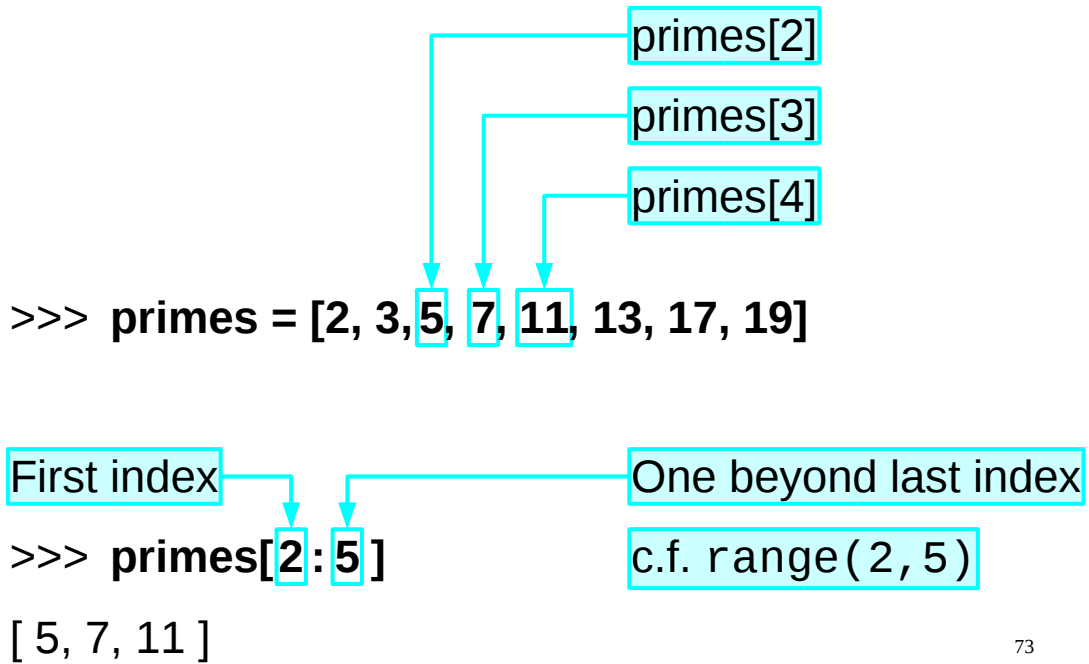 primes[2]
primes[3]
primes[4]
>>> primes = [2, 3, 5, 7, 11, 13, 17, 19]
First index
One beyond last index
>>> primes[ 2 : 5 ]
c.f. range(2,5)
[ 5, 7, 11 ]
73